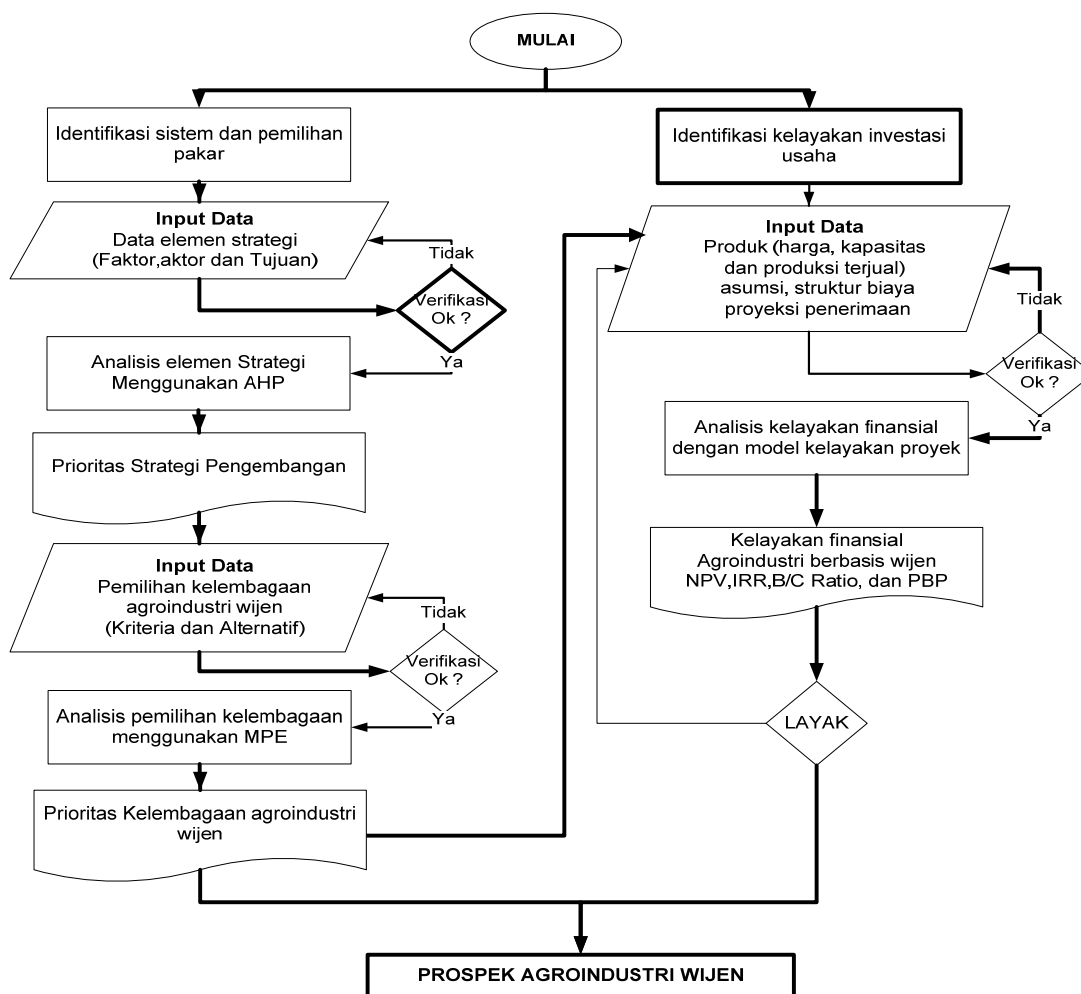 MULAI
Identifikasi sistem dan pemilihan
pakar
Input Data
Data elemen strategi
(Faktor,aktor dan Tujuan)
Tidak
Verifikasi
Ok ?
Ya
Analisis elemen Strategi
Menggunakan AHP
Prioritas Strategi Pengembangan
Input Data
Pemilihan kelembagaan
agroindustri wijen
(Kriteria dan Alternatif)
Tidak
Verifikasi
Ok ?
Ya
Analisis pemilihan kelembagaan
menggunakan MPE
Prioritas Kelembagaan agroindustri
wijen
Identifikasi kelayakan investasi
usaha
Input Data
Produk (harga, kapasitas
dan produksi terjual)
asumsi, struktur biaya
proyeksi penerimaan
Tidak
Verifikasi
Ok ?
Ya
Analisis kelayakan finansial
dengan model kelayakan proyek
Kelayakan finansial
Agroindustri berbasis wijen
NPV,IRR,B/C Ratio, dan PBP
LAYAK
PROSPEK AGROINDUSTRI WIJEN